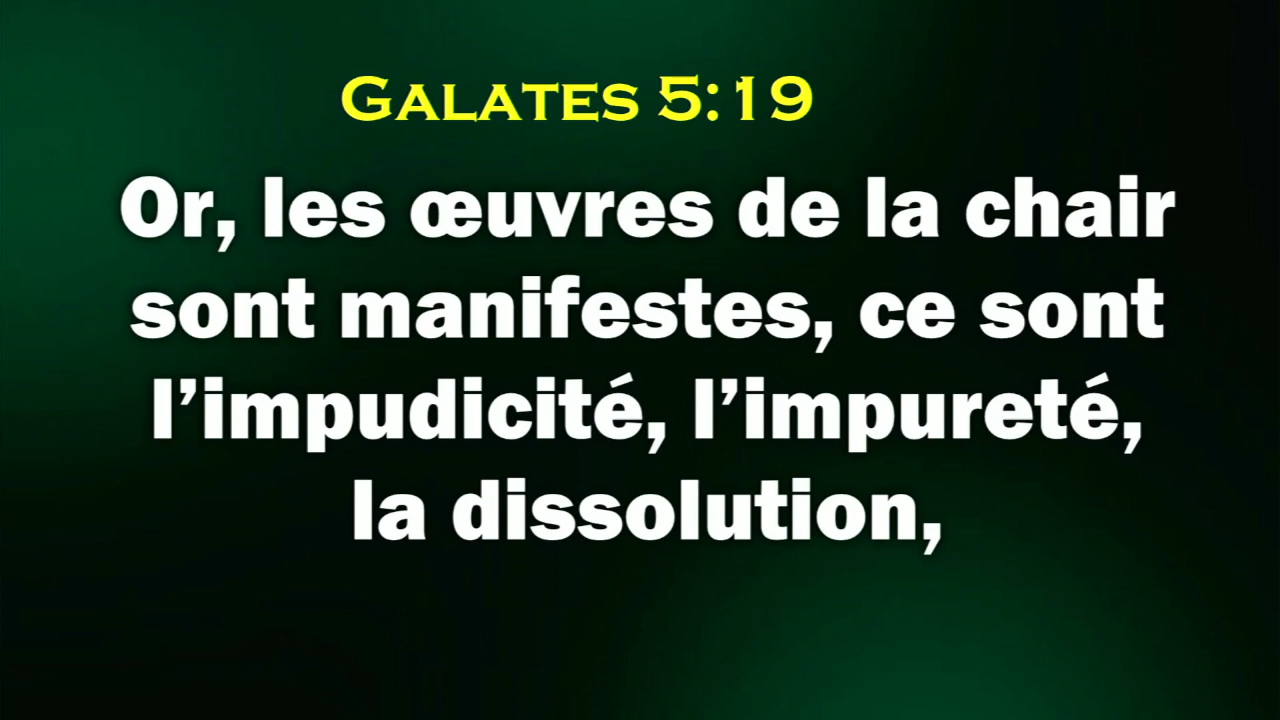 Galates 5:19
Or, les œuvres de la chair
sont manifestes, ce sont
l’impudicité, l’impureté,
la dissolution,